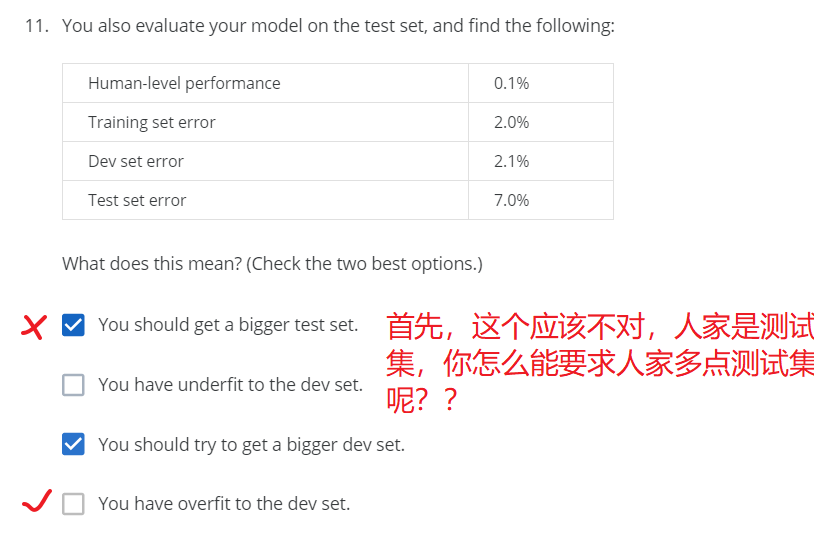 11. You also evaluate your model on the test set, and find the following:
Human-level performance 0.1%
Training set error 2.0%
Dev set error 2.1%
Test set error 7.0%
What does this mean? (Check the two best options.)
You should get a bigger test set.
首先，这个应该不对，人家是测试
集，你怎么能要求人家多点测试集
呢？？
You have underfit to the dev set.
You should try to get a bigger dev set.
You have overfit to the dev set.